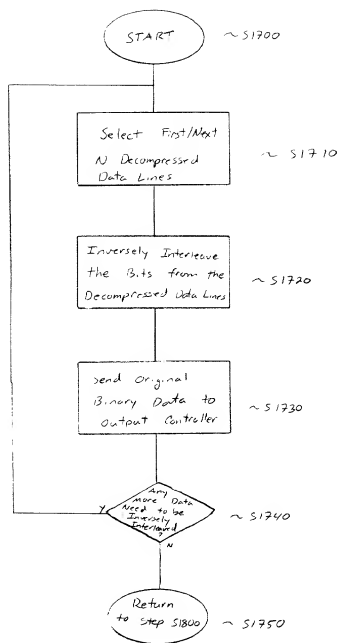 START
~ S1700
Select First/Next
N Decompressed
Data Lines
~ S1710
Inversely Interleave
the Bits from the
Decompressed Data Lines
~ S1720
Send Original
Binary Data to
Output Controller
~ S1730
Any
more Data
Need to be
Inversely
Interleaved
?
Y
N
~ S1740
Return
to step S1800
~ S1750